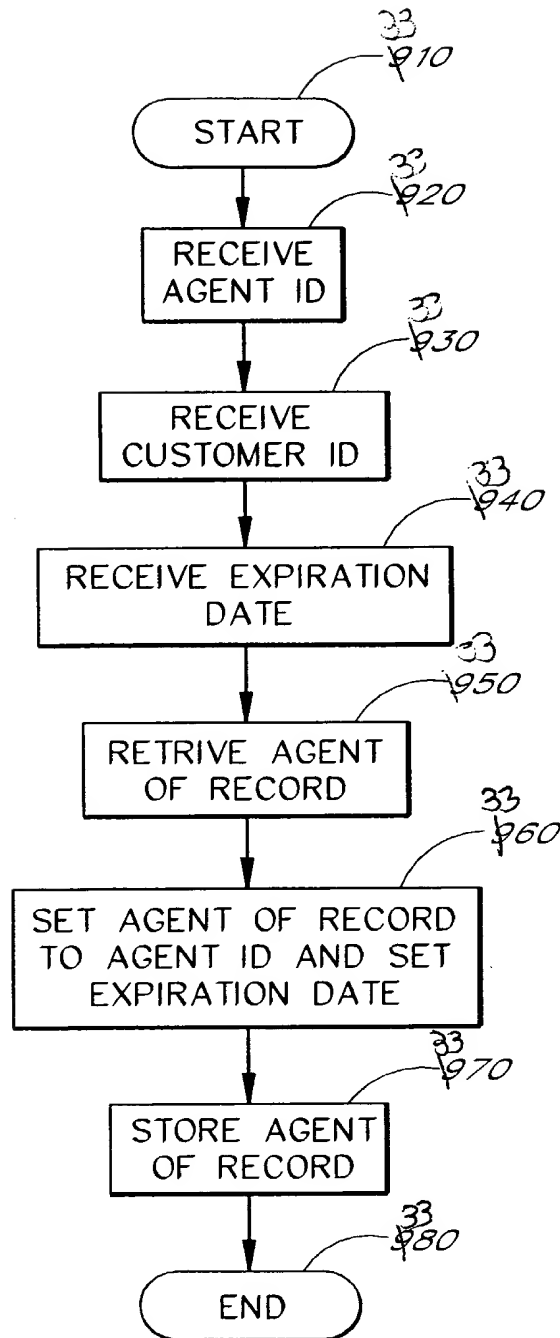 33
910
START
33
920
RECEIVE
AGENT ID
33
930
RECEIVE
CUSTOMER ID
33
940
RECEIVE EXPIRATION
DATE
33
950
RETRIVE AGENT
OF RECORD
33
960
SET AGENT OF RECORD
TO AGENT ID AND SET
EXPIRATION DATE
33
970
STORE AGENT
OF RECORD
33
980
END